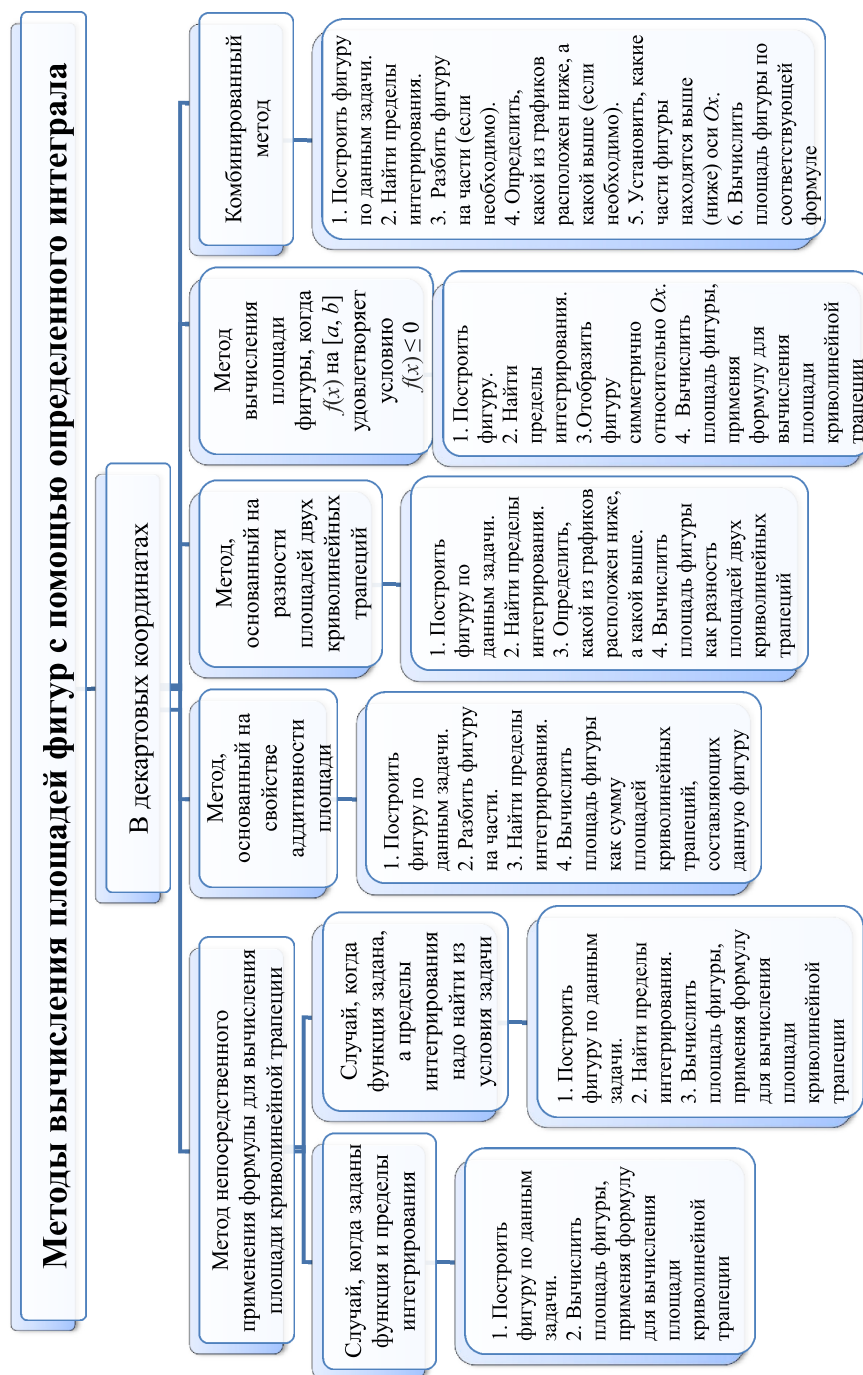 Методы вычисления площадей фигур с помощью определенного интеграла
В декартовых координатах
Метод непосредственного
применения формулы для вычисления
площади криволинейной трапеции
Случай, когда заданы
функция и пределы
интегрирования
1. Построить
фигуру по данным
задачи.
2. Вычислить
площадь фигуры,
применяя формулу
для вычисления
площади
криволинейной
трапеции
Случай, когда
функция задана,
а пределы
интегрирования
надо найти из
условия задачи
1. Построить
фигуру по данным
задачи.
2. Найти пределы
интегрирования.
3. Вычислить
площадь фигуры,
применяя формулу
для вычисления
площади
криволинейной
трапеции
Метод,
основанный на
свойстве
аддитивности
площади
1. Построить
фигуру по
данным задачи.
2. Разбить фигуру
на части.
3. Найти пределы
интегрирования.
4. Вычислить
площадь фигуры
как сумму
площадей
криволинейных
трапеций,
составляющих
данную фигуру
Метод,
основанный на
разности
площадей двух
криволинейных
трапеций
1. Построить
фигуру по
данным задачи.
2. Найти пределы
интегрирования.
3. Определить,
какой из графиков
расположен ниже,
а какой выше.
4. Вычислить
площадь фигуры
как разность
площадей двух
криволинейных
трапеций
Метод
вычисления
площади
фигуры, когда
f(x) на [a, b]
удовлетворяет
условию
f(x) ≤ 0
1. Построить
фигуру.
2. Найти
пределы
интегрирования.
3.Отобразить
фигуру
симметрично
относительно Ox.
4. Вычислить
площадь фигуры,
применяя
формулу для
вычисления
площади
криволинейной
трапеции
Комбинированный
метод
1. Построить фигуру
по данным задачи.
2. Найти пределы
интегрирования.
3. Разбить фигуру
на части (если
необходимо).
4. Определить,
какой из графиков
расположен ниже, а
какой выше (если
необходимо).
5. Установить, какие
части фигуры
находятся выше
(ниже) оси Ox.
6. Вычислить
площадь фигуры по
соответствующей
формуле